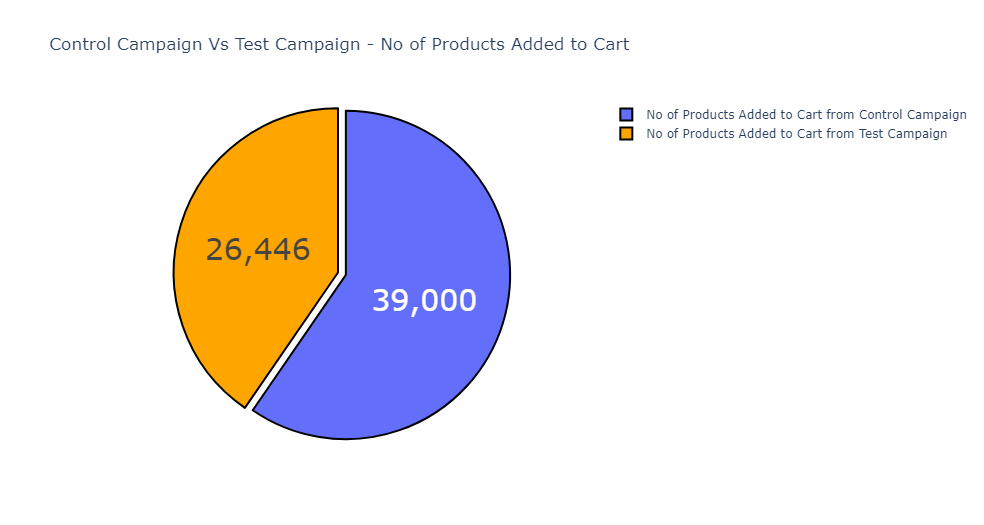 Control Campaign Vs Test Campaign - No of Products Added to Cart
No of Products Added to Cart from Control Campaign
No of Products Added to Cart from Test Campaign
26,446
39,000